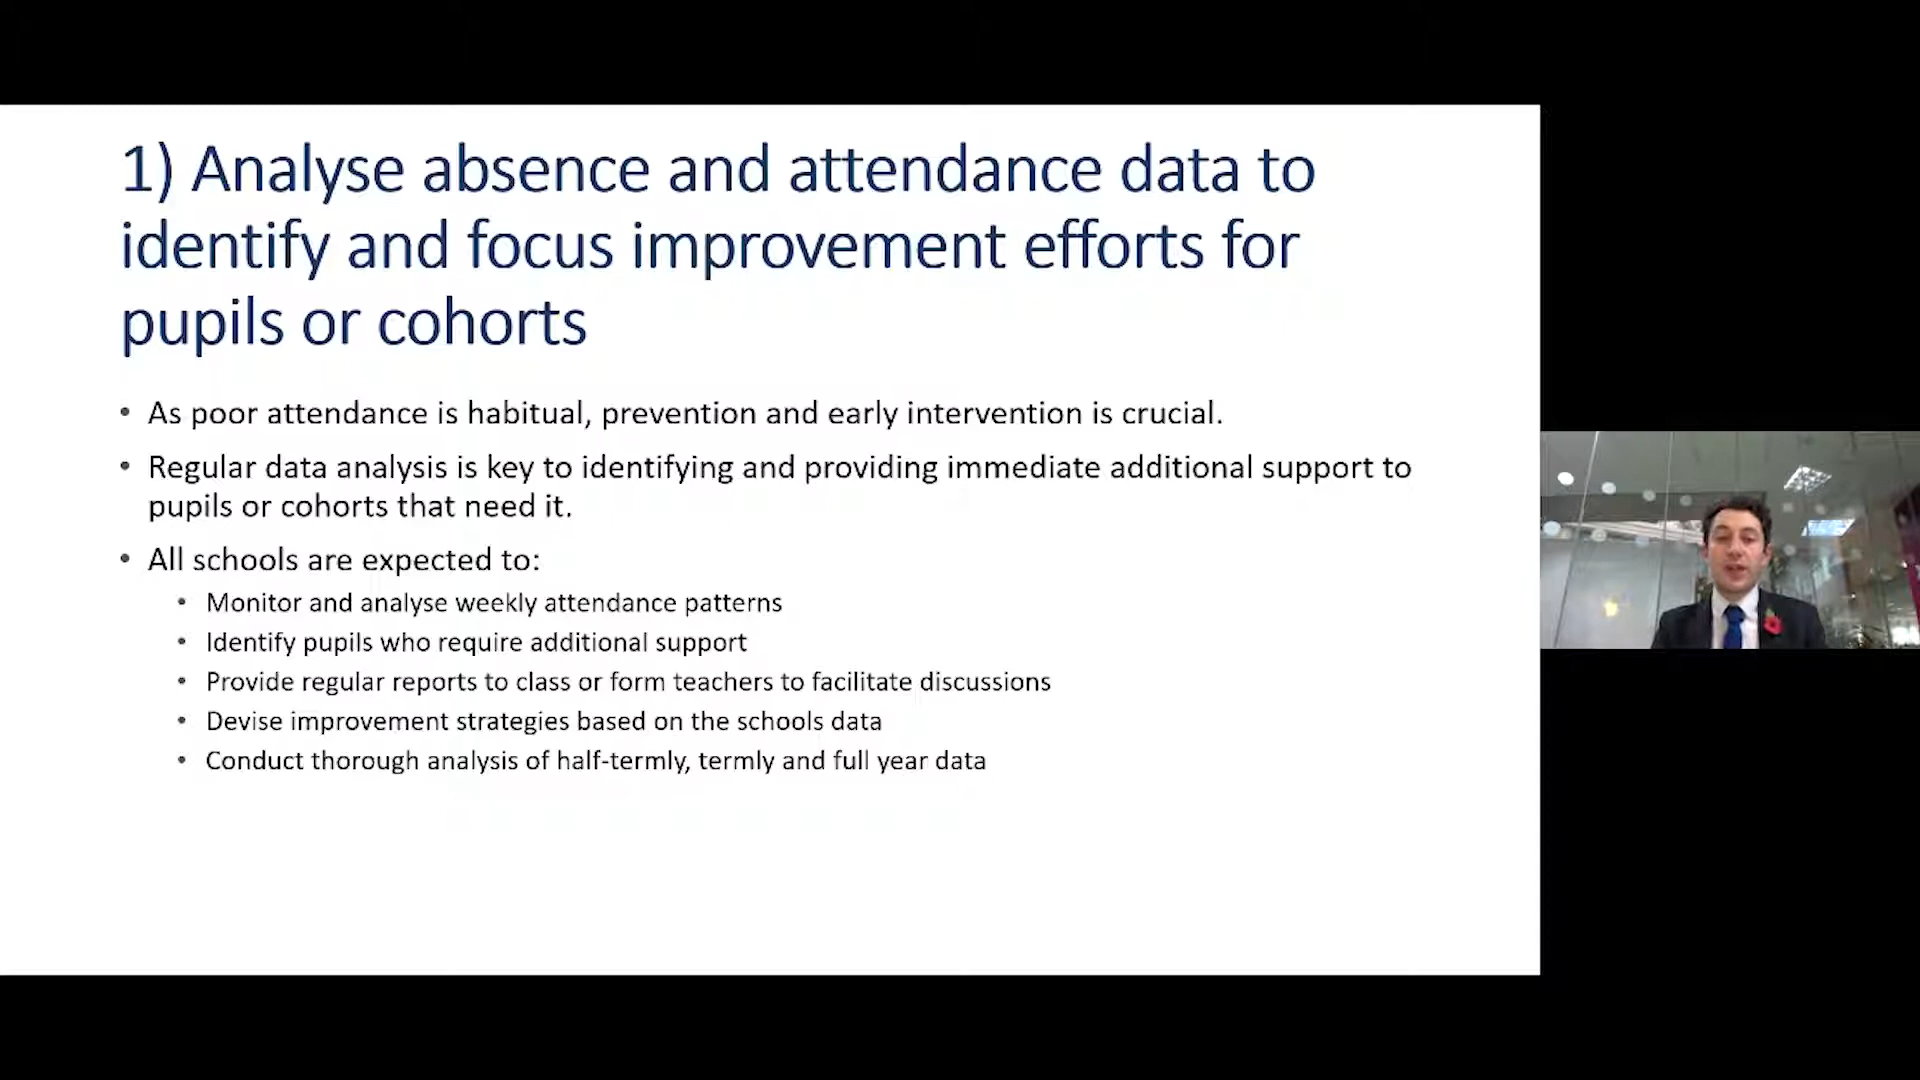 1) Analyse absence and attendance data to
identify and focus improvement efforts for
pupils or cohorts
• As poor attendance is habitual, prevention and early intervention is crucial.
• Regular data analysis is key to identifying and providing immediate additional support to
pupils or cohorts that need it.
• All schools are expected to:
• Monitor and analyse weekly attendance patterns
• Identify pupils who require additional support
• Provide regular reports to class or form teachers to facilitate discussions
• Devise improvement strategies based on the schools data
• Conduct thorough analysis of half-termly, termly and full year data